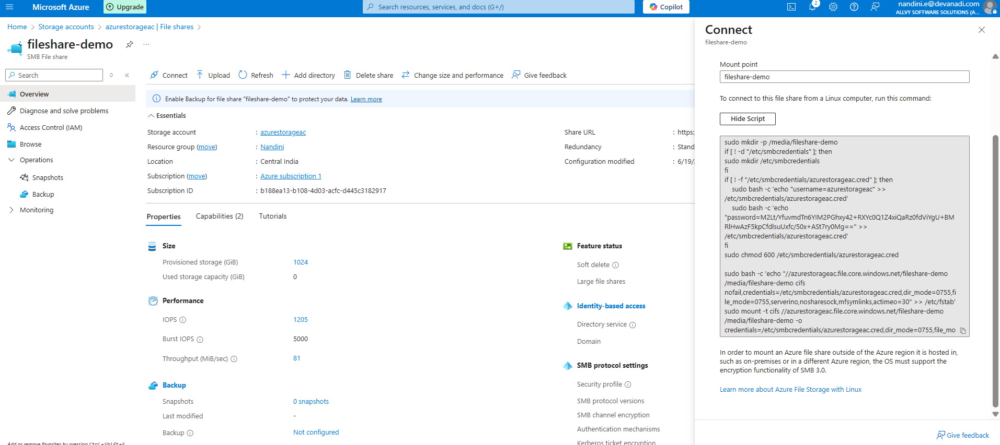 Microsoft Azure
Upgrade
Search resources, services, and docs (G+/)
Copilot
2
nandini.e@devanadi.com
ALLVY SOFTWARE SOLUTIONS (A...
Home > Storage accounts > azurestorageac | File shares >
fileshare-demo
SMB File share
Search
Overview
Diagnose and solve problems
Access Control (IAM)
Browse
Operations
Snapshots
Backup
Monitoring
Add or remove favorites by pressing Ctrl+Shift+F
Connect
Upload
Refresh
Add directory
Delete share
Change size and performance
Give feedback
Enable Backup for file share "fileshare-demo" to protect your data. Learn more
Essentials
Storage account : azurestorageac
Resource group (move) : Nandini
Location : Central India
Subscription (move) : Azure subscription 1
Subscription ID : b188ea13-b108-4d03-acfc-d445c3182917
Share URL : https:
Redundancy : Stand
Configuration modified : 6/19/
Properties
Capabilities (2)
Tutorials
Size
Provisioned storage (GiB) 1024
Used storage capacity (GiB) 0
Performance
IOPS 1205
Burst IOPS 5000
Throughput (MiB/sec) 81
Backup
Snapshots 0 snapshots
Last modified -
Backup Not configured
Feature status
Soft delete
Large file shares
Identity-based access
Directory service
Domain
SMB protocol settings
Security profile
SMB protocol versions
SMB channel encryption
Authentication mechanisms
Kerberos ticket encryption
Connect
fileshare-demo
Mount point
fileshare-demo
To connect to this file share from a Linux computer, run this command:
Hide Script
sudo mkdir -p /media/fileshare-demo
if [ ! -d "/etc/smbcredentials" ]; then
sudo mkdir /etc/smbcredentials
fi
if [ ! -f "/etc/smbcredentials/azurestorageac.cred" ]; then
sudo bash -c 'echo "username=azurestorageac" >>
/etc/smbcredentials/azurestorageac.cred'
sudo bash -c 'echo
"password=M2Lt/YfuvmdTn6YIM2PGhxy42+RXYc0Q1Z4xiQaRz0fdViYgU+BM
RlHwAzF5kpCfdlsuUxfc/50x+ASt7ry0Mg==" >>
/etc/smbcredentials/azurestorageac.cred'
fi
sudo chmod 600 /etc/smbcredentials/azurestorageac.cred
sudo bash -c 'echo "//azurestorageac.file.core.windows.net/fileshare-demo
/media/fileshare-demo cifs
nofail,credentials=/etc/smbcredentials/azurestorageac.cred,dir_mode=0755,fi
le_mode=0755,serverino,nosharesock,mfsymlinks,actimeo=30" >> /etc/fstab'
sudo mount -t cifs //azurestorageac.file.core.windows.net/fileshare-demo
/media/fileshare-demo -o
credentials=/etc/smbcredentials/azurestorageac.cred,dir_mode=0755,file_mo
In order to mount an Azure file share outside of the Azure region it is hosted in,
such as on-premises or in a different Azure region, the OS must support the
encryption functionality of SMB 3.0.
Learn more about Azure File Storage with Linux
Give feedback